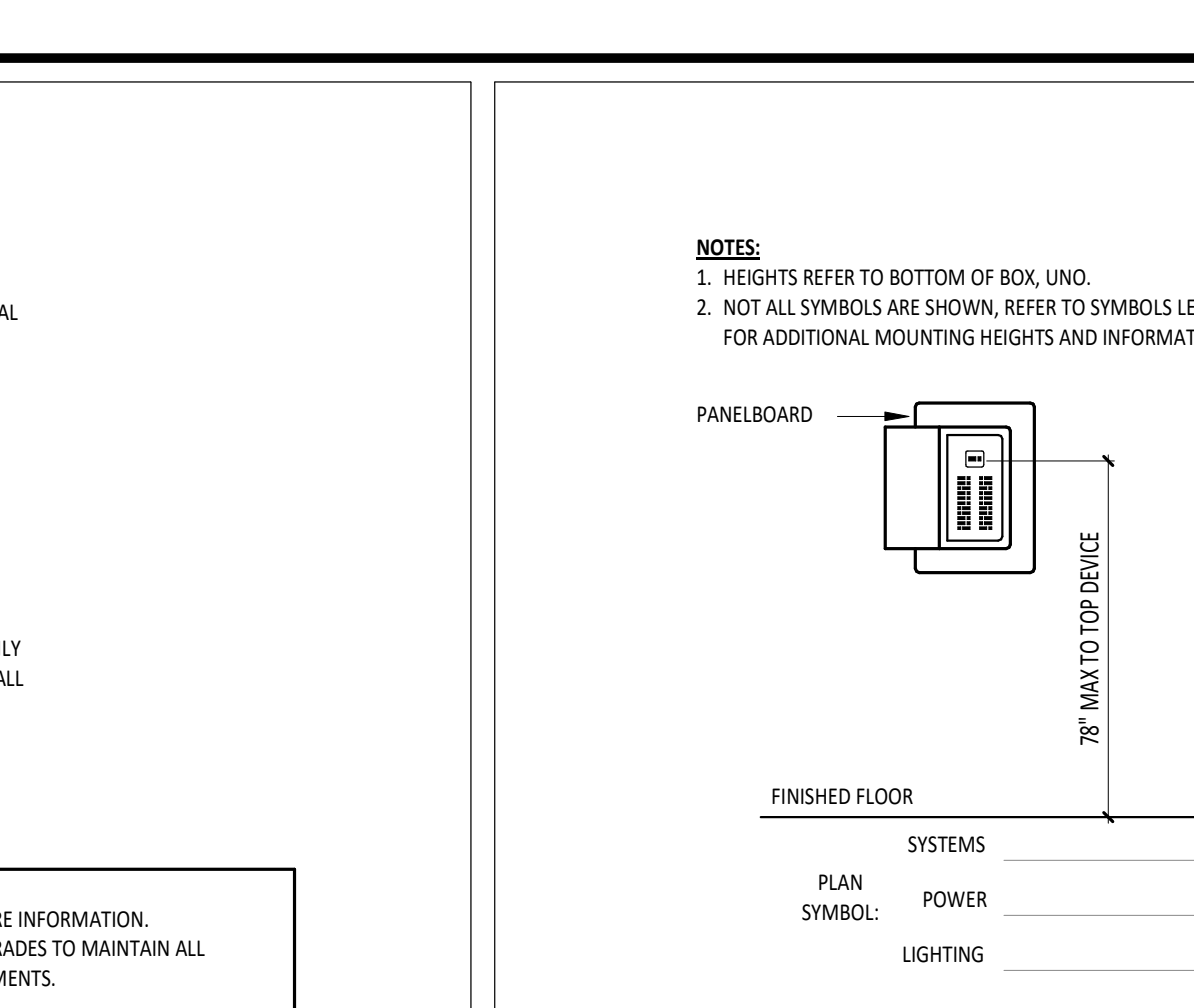 AL
ALL
RE INFORMATION.
RADES TO MAINTAIN ALL
MENTS.
NOTES:
1. HEIGHTS REFER TO BOTTOM OF BOX, UNO.
2. NOT ALL SYMBOLS ARE SHOWN, REFER TO SYMBOLS LE
FOR ADDITIONAL MOUNTING HEIGHTS AND INFORMAT
PANELBOARD
78" MAX TO TOP DEVICE
FINISHED FLOOR
SYSTEMS
PLAN
SYMBOL:
POWER
LIGHTING